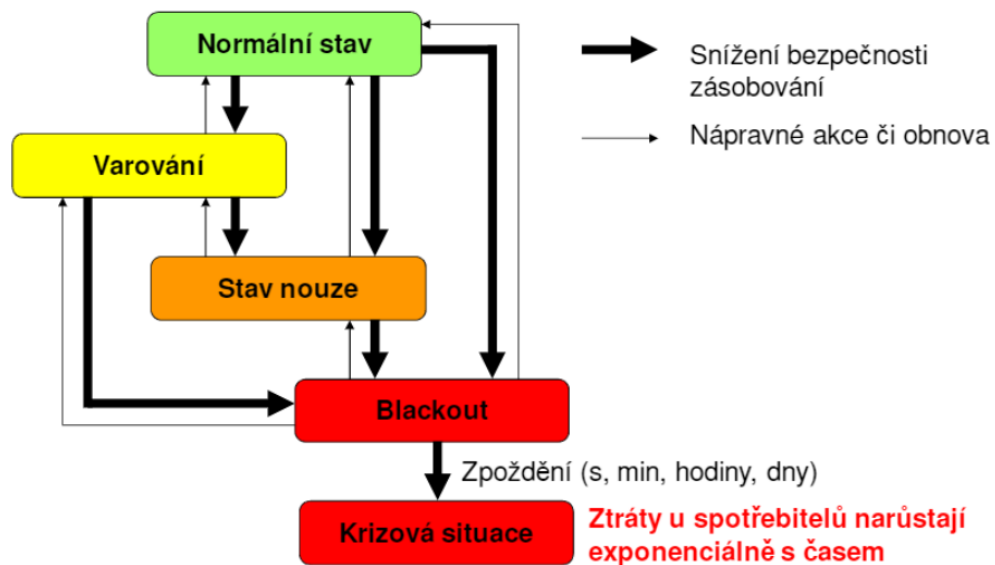 Normální stav
Snížení bezpečnosti
zásobování
Nápravné akce či obnova
Varování
Stav nouze
Blackout
Zpoždění (s, min, hodiny, dny)
Krizová situace
Ztráty u spotřebitelů narůstají
exponenciálně s časem